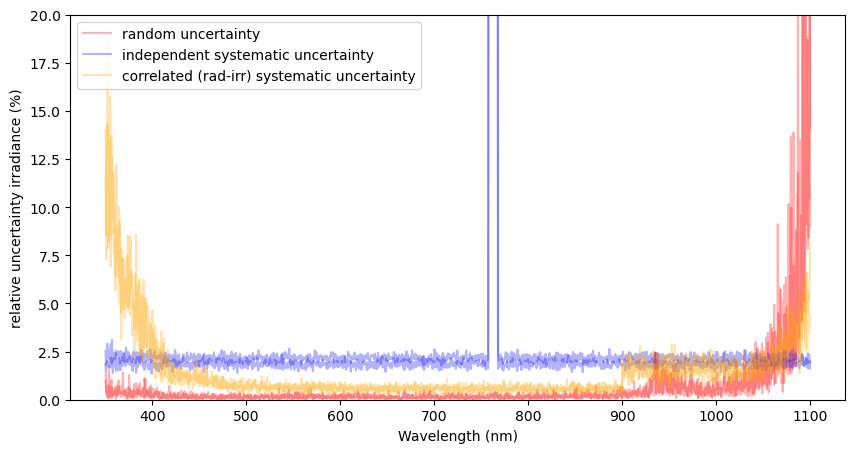 20.0
17.5
15.0
12.5
10.0
7.5
5.0
2.5
0.0
relative uncertainty irradiance (%)
random uncertainty
independent systematic uncertainty
correlated (rad-irr) systematic uncertainty
400 500 600 700 800 900 1000 1100
Wavelength (nm)